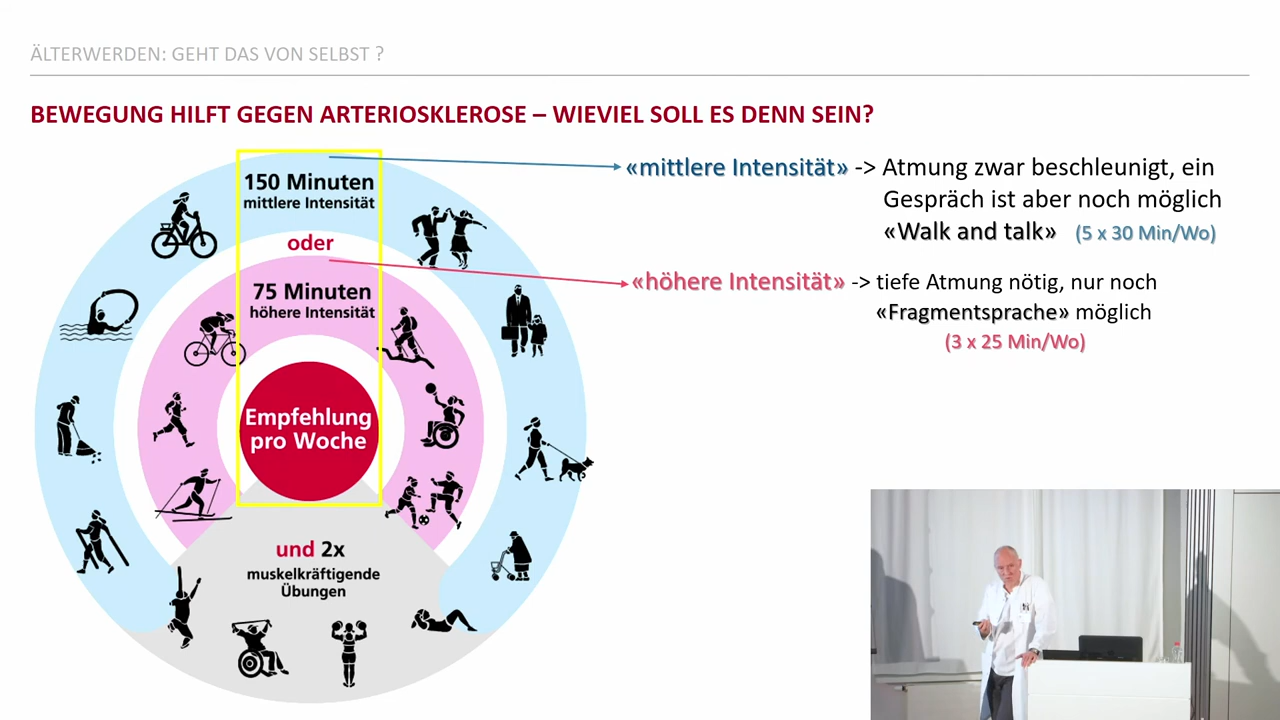 ÄLTERWERDEN: GEHT DAS VON SELBST ?
BEWEGUNG HILFT GEGEN ARTERIOSKLEROSE – WIEVIEL SOLL ES DENN SEIN?
150 Minuten
mittlere Intensität
oder
75 Minuten
höhere Intensität
Empfehlung
pro Woche
und 2x
muskelkräftigende
Übungen
«mittlere Intensität» -> Atmung zwar beschleunigt, ein
Gespräch ist aber noch möglich
«Walk and talk» (5 x 30 Min/Wo)
«höhere Intensität» -> tiefe Atmung nötig, nur noch
«Fragmentsprache» möglich
(3 x 25 Min/Wo)